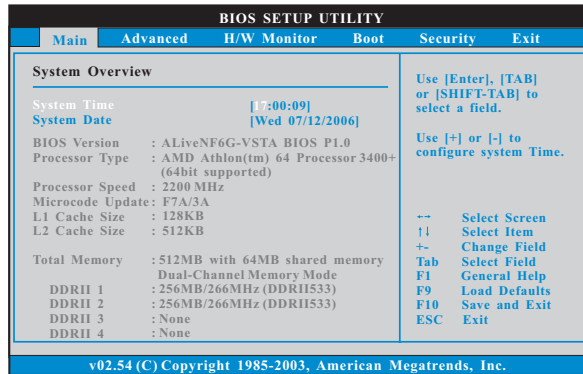 BIOS SETUP UTILITY
Main Advanced H/W Monitor Boot Security Exit
System Overview
System Time [17:00:09]
System Date [Wed 07/12/2006]
BIOS Version : ALiveNF6G-VSTA BIOS P1.0
Processor Type : AMD Athlon(tm) 64 Processor 3400+
(64bit supported)
Processor Speed : 2200 MHz
Microcode Update : F7A/3A
L1 Cache Size : 128KB
L2 Cache Size : 512KB
Total Memory : 512MB with 64MB shared memory
Dual-Channel Memory Mode
DDRII 1 : 256MB/266MHz (DDRII533)
DDRII 2 : 256MB/266MHz (DDRII533)
DDRII 3 : None
DDRII 4 : None
Use [Enter], [TAB]
or [SHIFT-TAB] to
select a field.
Use [+] or [-] to
configure system Time.
←→ Select Screen
↑↓ Select Item
+- Change Field
Tab Select Field
F1 General Help
F9 Load Defaults
F10 Save and Exit
ESC Exit
v02.54 (C) Copyright 1985-2003, American Megatrends, Inc.